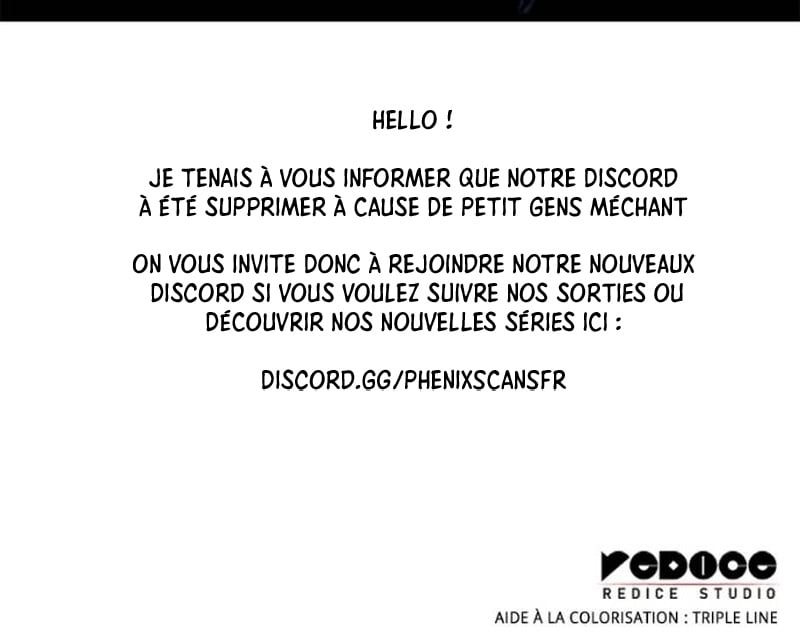 HELLO !
JE TENAIS À VOUS INFORMER QUE NOTRE DISCORD
À ÉTÉ SUPPRIMER À CAUSE DE PETIT GENS MÉCHANT
ON VOUS INVITE DONC À REJOINDRE NOTRE NOUVEAUX
DISCORD SI VOUS VOULEZ SUIVRE NOS SORTIES OU
DÉCOUVRIR NOS NOUVELLES SÉRIES ICI :
DISCORD.GG/PHENIXSCANSFR
REDICE
REDICE STUDIO
AIDE À LA COLORISATION : TRIPLE LINE